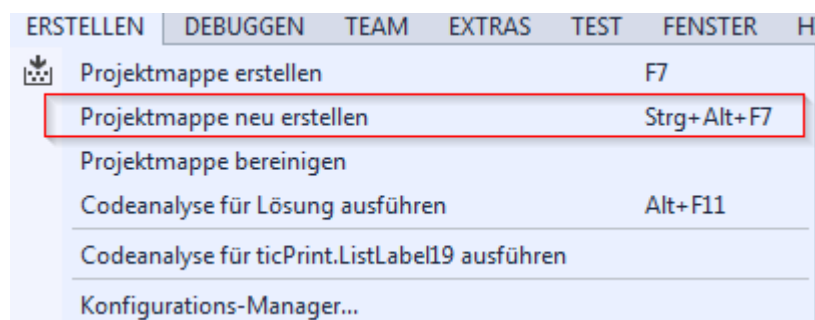 ERSTELLEN DEBUGGEN TEAM EXTRAS TEST FENSTER H
Projektmappe erstellen F7
Projektmappe neu erstellen Strg+Alt+F7
Projektmappe bereinigen
Codeanalyse für Lösung ausführen Alt+F11
Codeanalyse für ticPrint.ListLabel19 ausführen
Konfigurations-Manager...